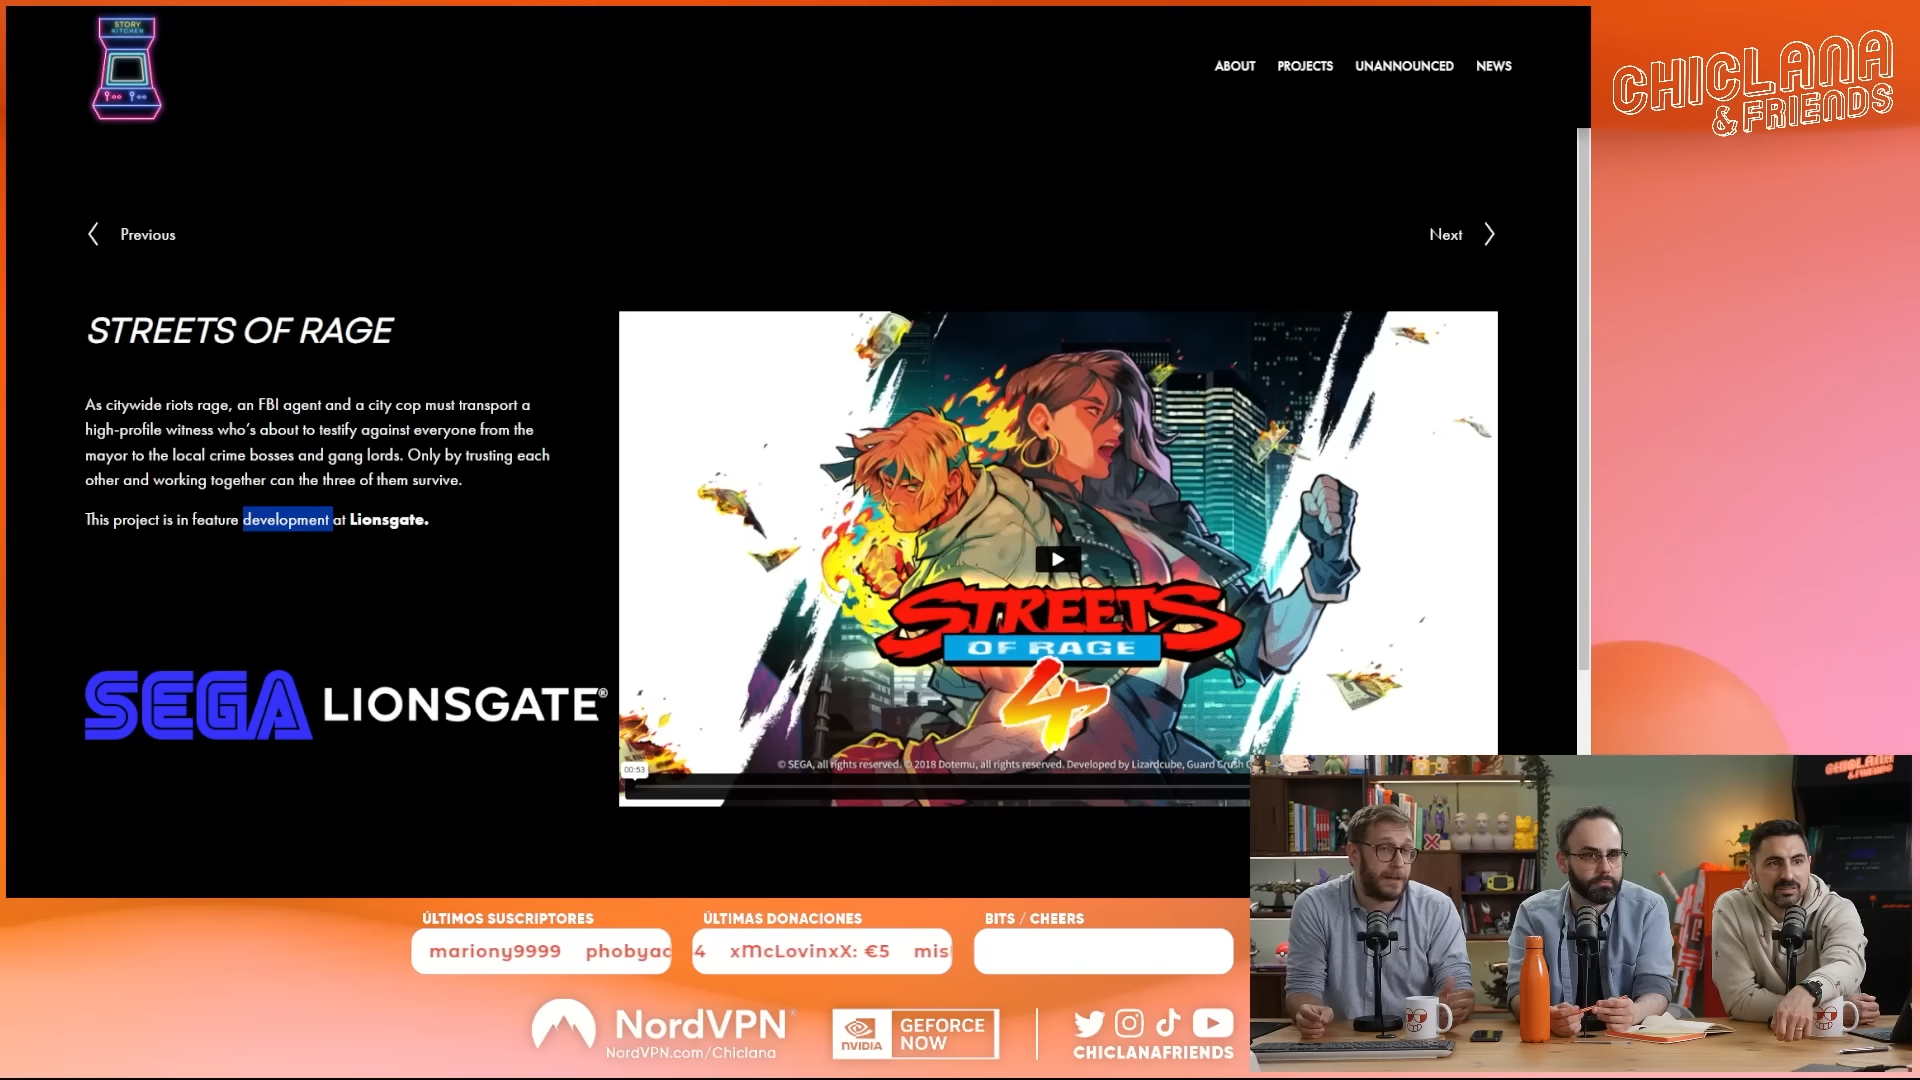 STORY
KITCHEN
ABOUT PROJECTS UNANNOUNCED NEWS
CHICLANA
& FRIENDS
Previous
Next
STREETS OF RAGE
As citywide riots rage, an FBI agent and a city cop must transport a
high-profile witness who's about to testify against everyone from the
mayor to the local crime bosses and gang lords. Only by trusting each
other and working together can the three of them survive.
This project is in feature development at Lionsgate.
SEGA LIONSGATE®
STREETS
OF RAGE
4
© SEGA, all rights reserved. © 2018 Dotemu, all rights reserved. Developed by Lizardcube, Guard Crush
00:53
CHICLANA
& FRIENDS
ÚLTIMOS SUSCRIPTORES
mariony9999 phobyac
ÚLTIMAS DONACIONES
4 xMcLovinxX: €5 mis
BITS / CHEERS
NordVPN®
NordVPN.com/Chiclana
NVIDIA
GEFORCE
NOW
CHICLANAFRIENDS